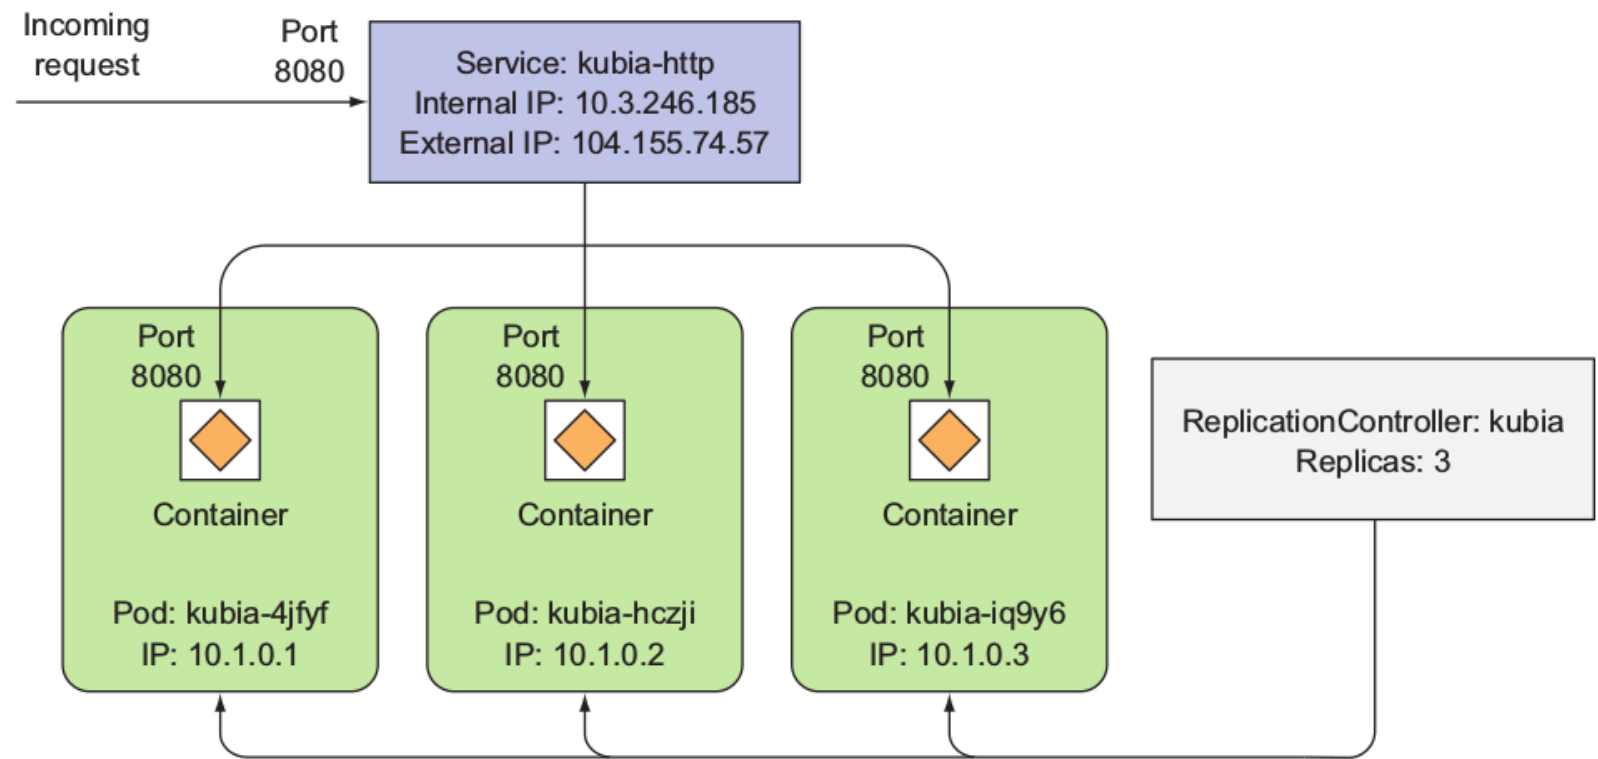 Incoming
request
Port
8080
Service: kubia-http
Internal IP: 10.3.246.185
External IP: 104.155.74.57
Port
8080
Container
Pod: kubia-4jfyf
IP: 10.1.0.1
Port
8080
Container
Pod: kubia-hczji
IP: 10.1.0.2
Port
8080
Container
Pod: kubia-iq9y6
IP: 10.1.0.3
ReplicationController: kubia
Replicas: 3